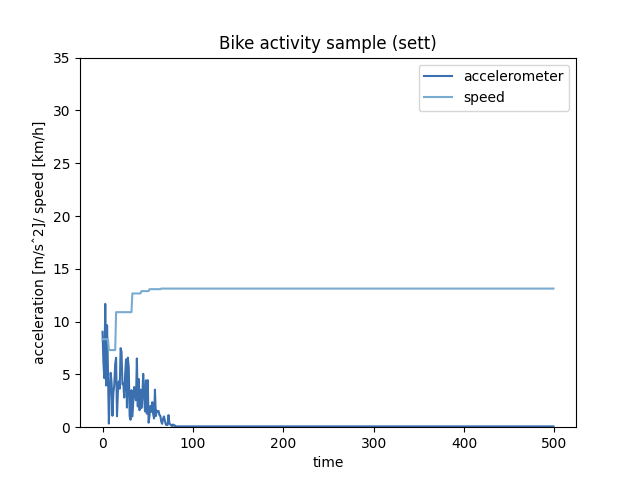 Bike activity sample (sett)
accelerometer
speed
35
30
25
20
15
10
5
0
acceleration [m/sˆ2]/ speed [km/h]
0
100
200
300
400
500
time